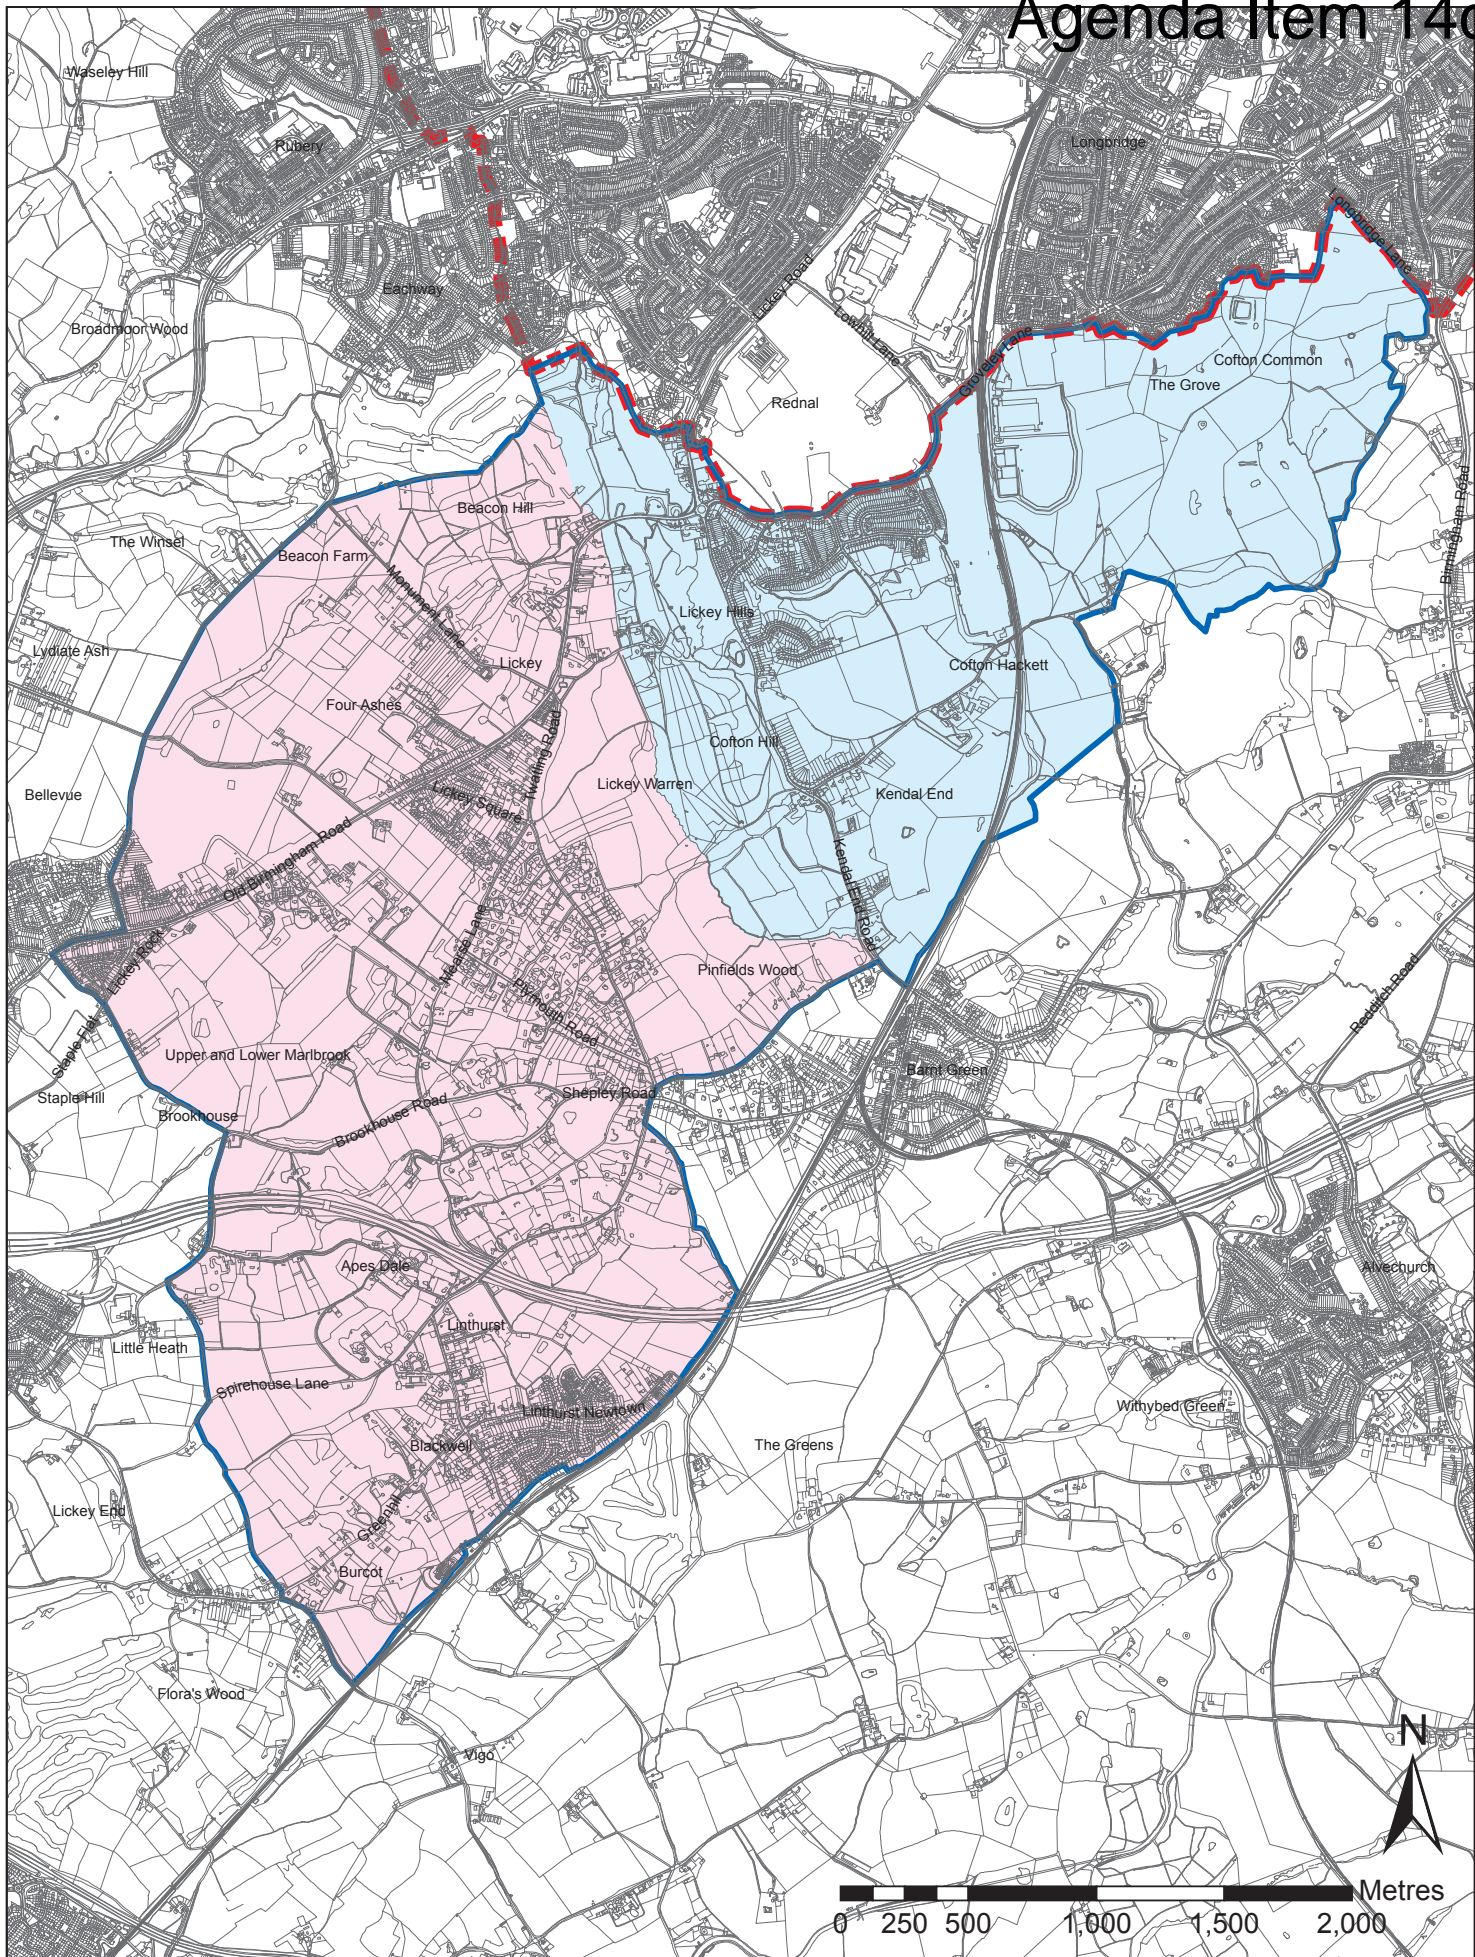 Agenda Item 14c
Waseley Hill
Rubery
Longbridge
Longbridge Lane
Eachway
Lickey Road
Lowhill Lane
Broadmoor Wood
Groveley Lane
Cofton Common
The Grove
Rednal
Birmingham Road
Beacon Hill
The Winsel
Beacon Farm
Monument Lane
Lickey Hills
Lydiate Ash
Lickey
Cofton Hackett
Four Ashes
Twatling Road
Cofton Hill
Lickey Warren
Bellevue
Lickey Square
Kendal End
Old Birmingham Road
Kendal End Road
Mearse Lane
Lickey Rock
Pinfields Wood
Plymouth Road
Redditch Road
Staple Flat
Upper and Lower Marlbrook
Barnt Green
Shepley Road
Staple Hill
Brookhouse
Brookhouse Road
Apes Dale
Alvechurch
Linthurst
Little Heath
Spirehouse Lane
Linthurst Newtown
Withybed Green
Blackwell
The Greens
Lickey End
Greenhill
Burcot
Flora's Wood
Vigo
N
Metres
0 250 500 1,000 1,500 2,000